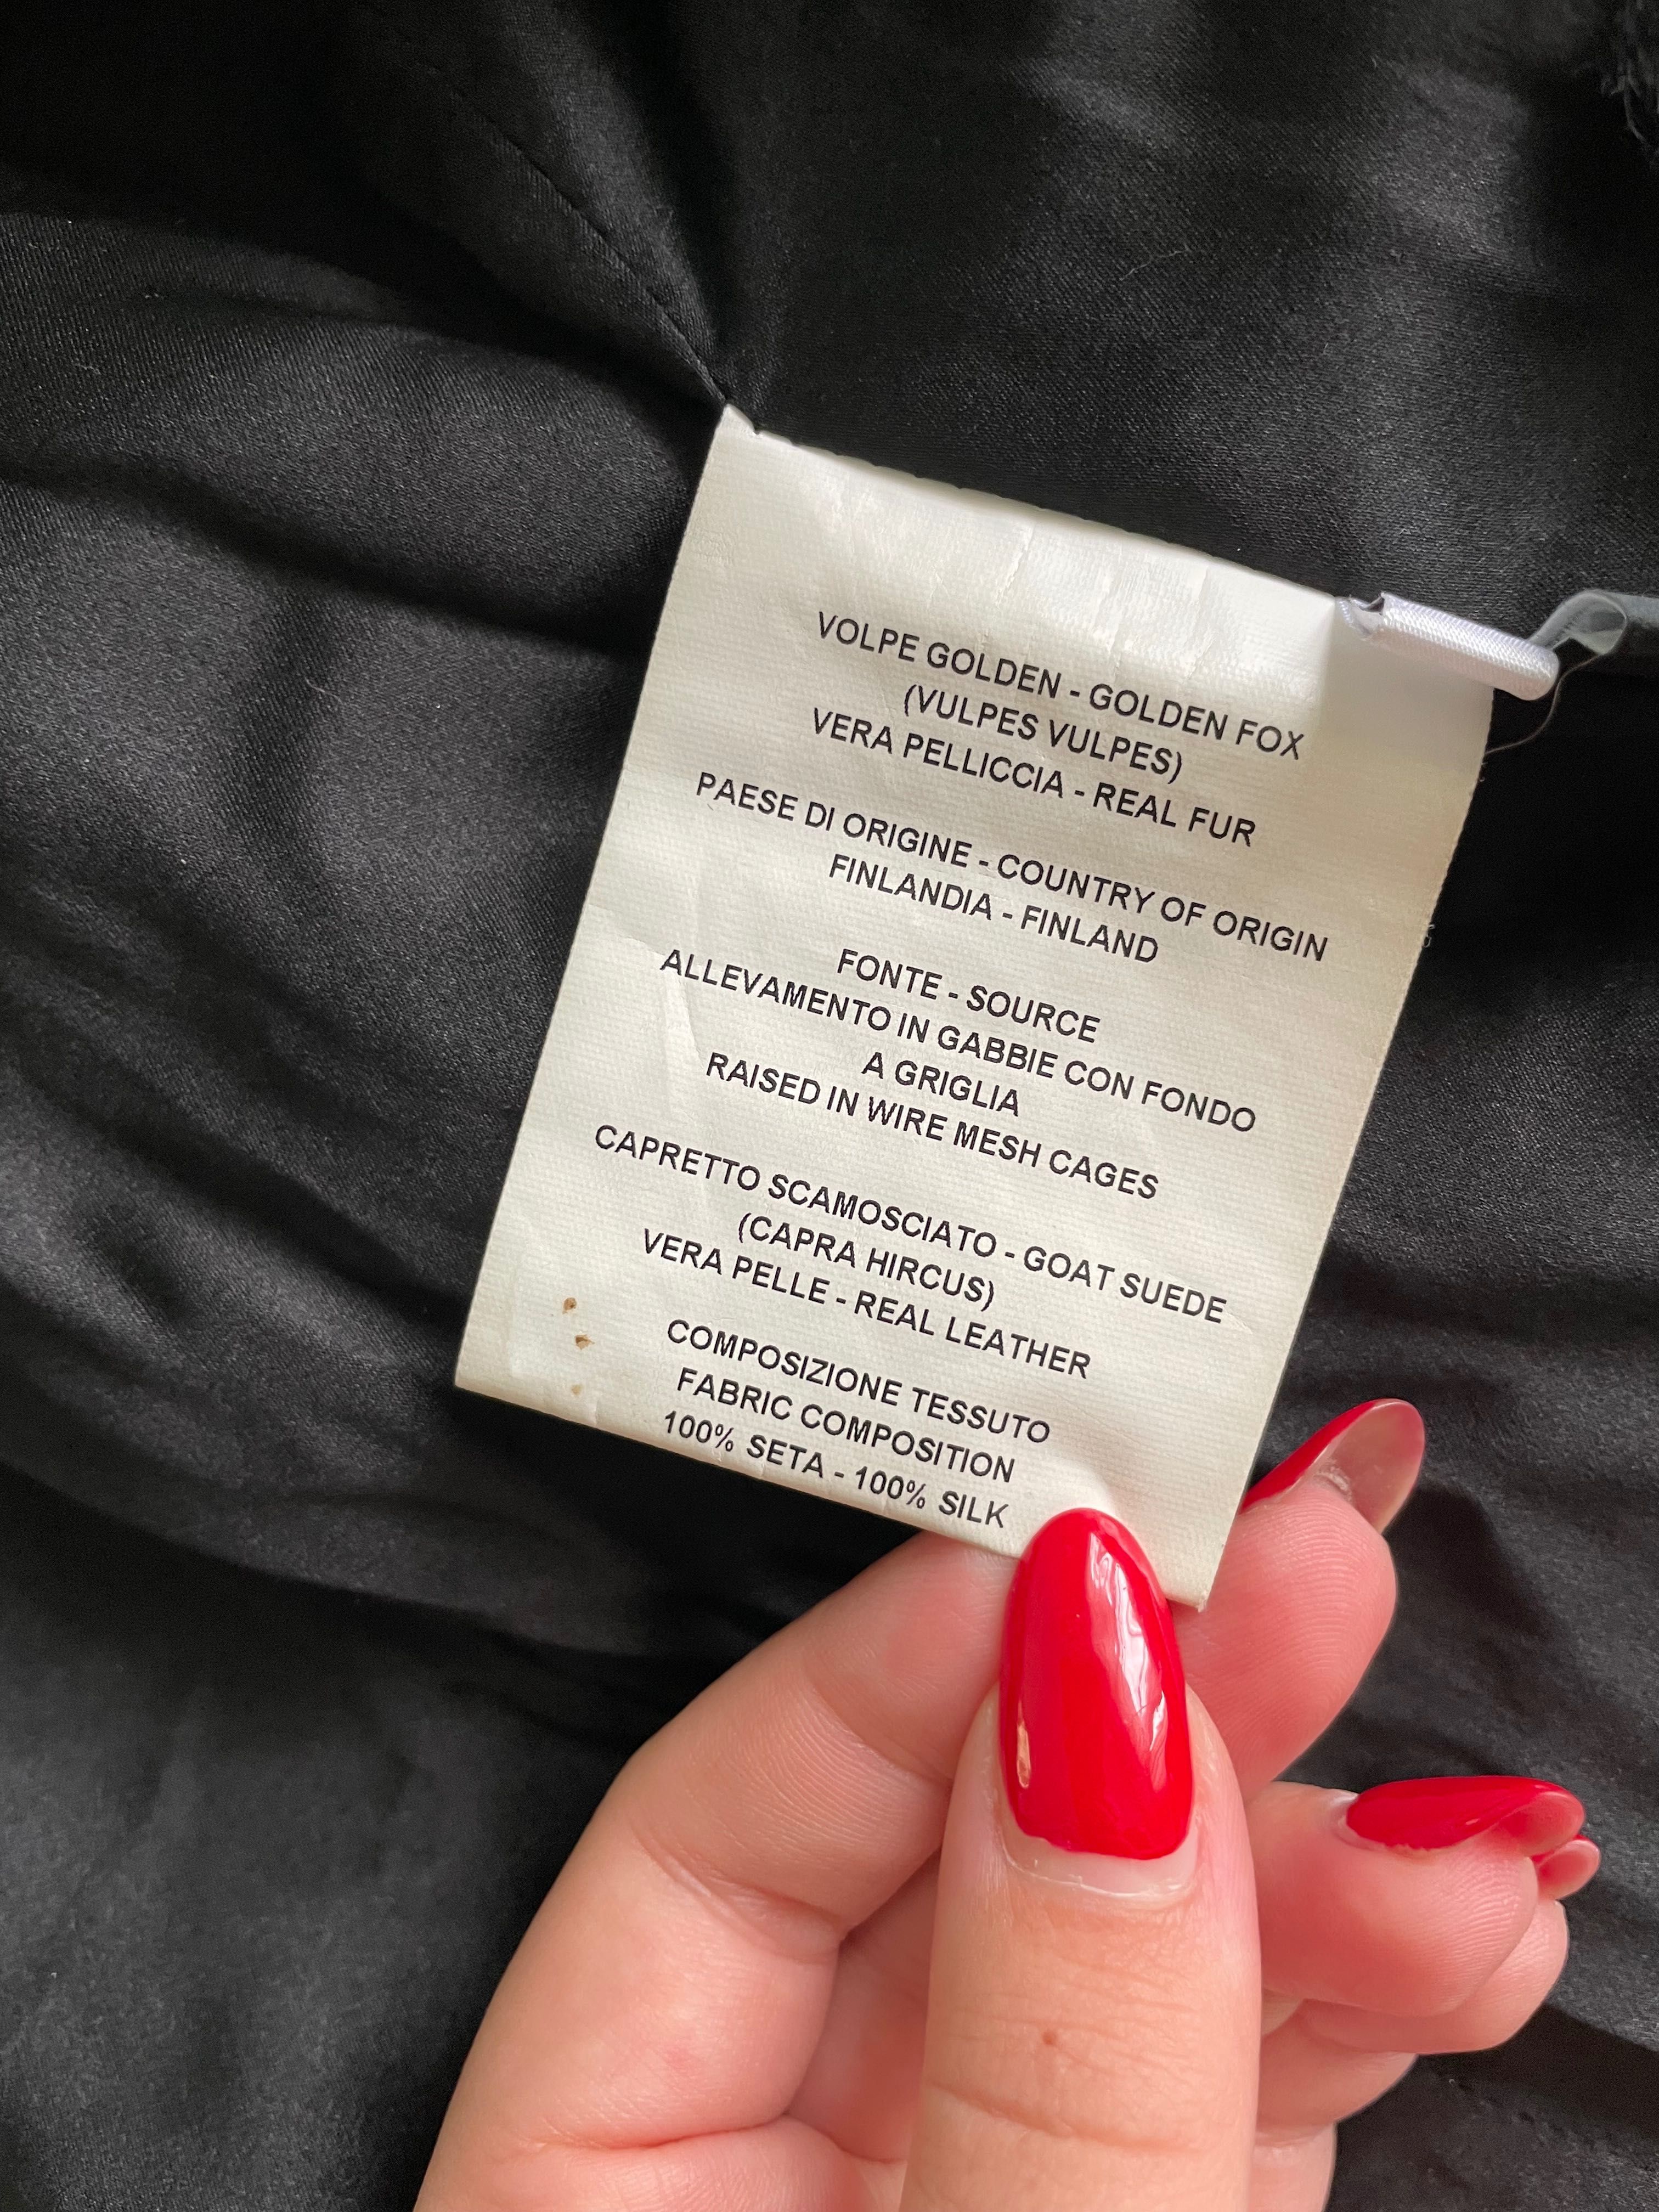 VOLPE GOLDEN - GOLDEN FOX
(VULPES VULPES)
VERA PELLICCIA - REAL FUR
PAESE DI ORIGINE - COUNTRY OF ORIGIN
FINLANDIA - FINLAND
FONTE - SOURCE
ALLEVAMENTO IN GABBIE CON FONDO
A GRIGLIA
RAISED IN WIRE MESH CAGES
CAPRETTO SCAMOSCIATO - GOAT SUEDE
(CAPRA HIRCUS)
VERA PELLE - REAL LEATHER
COMPOSIZIONE TESSUTO
FABRIC COMPOSITION
100% SETA - 100% SILK